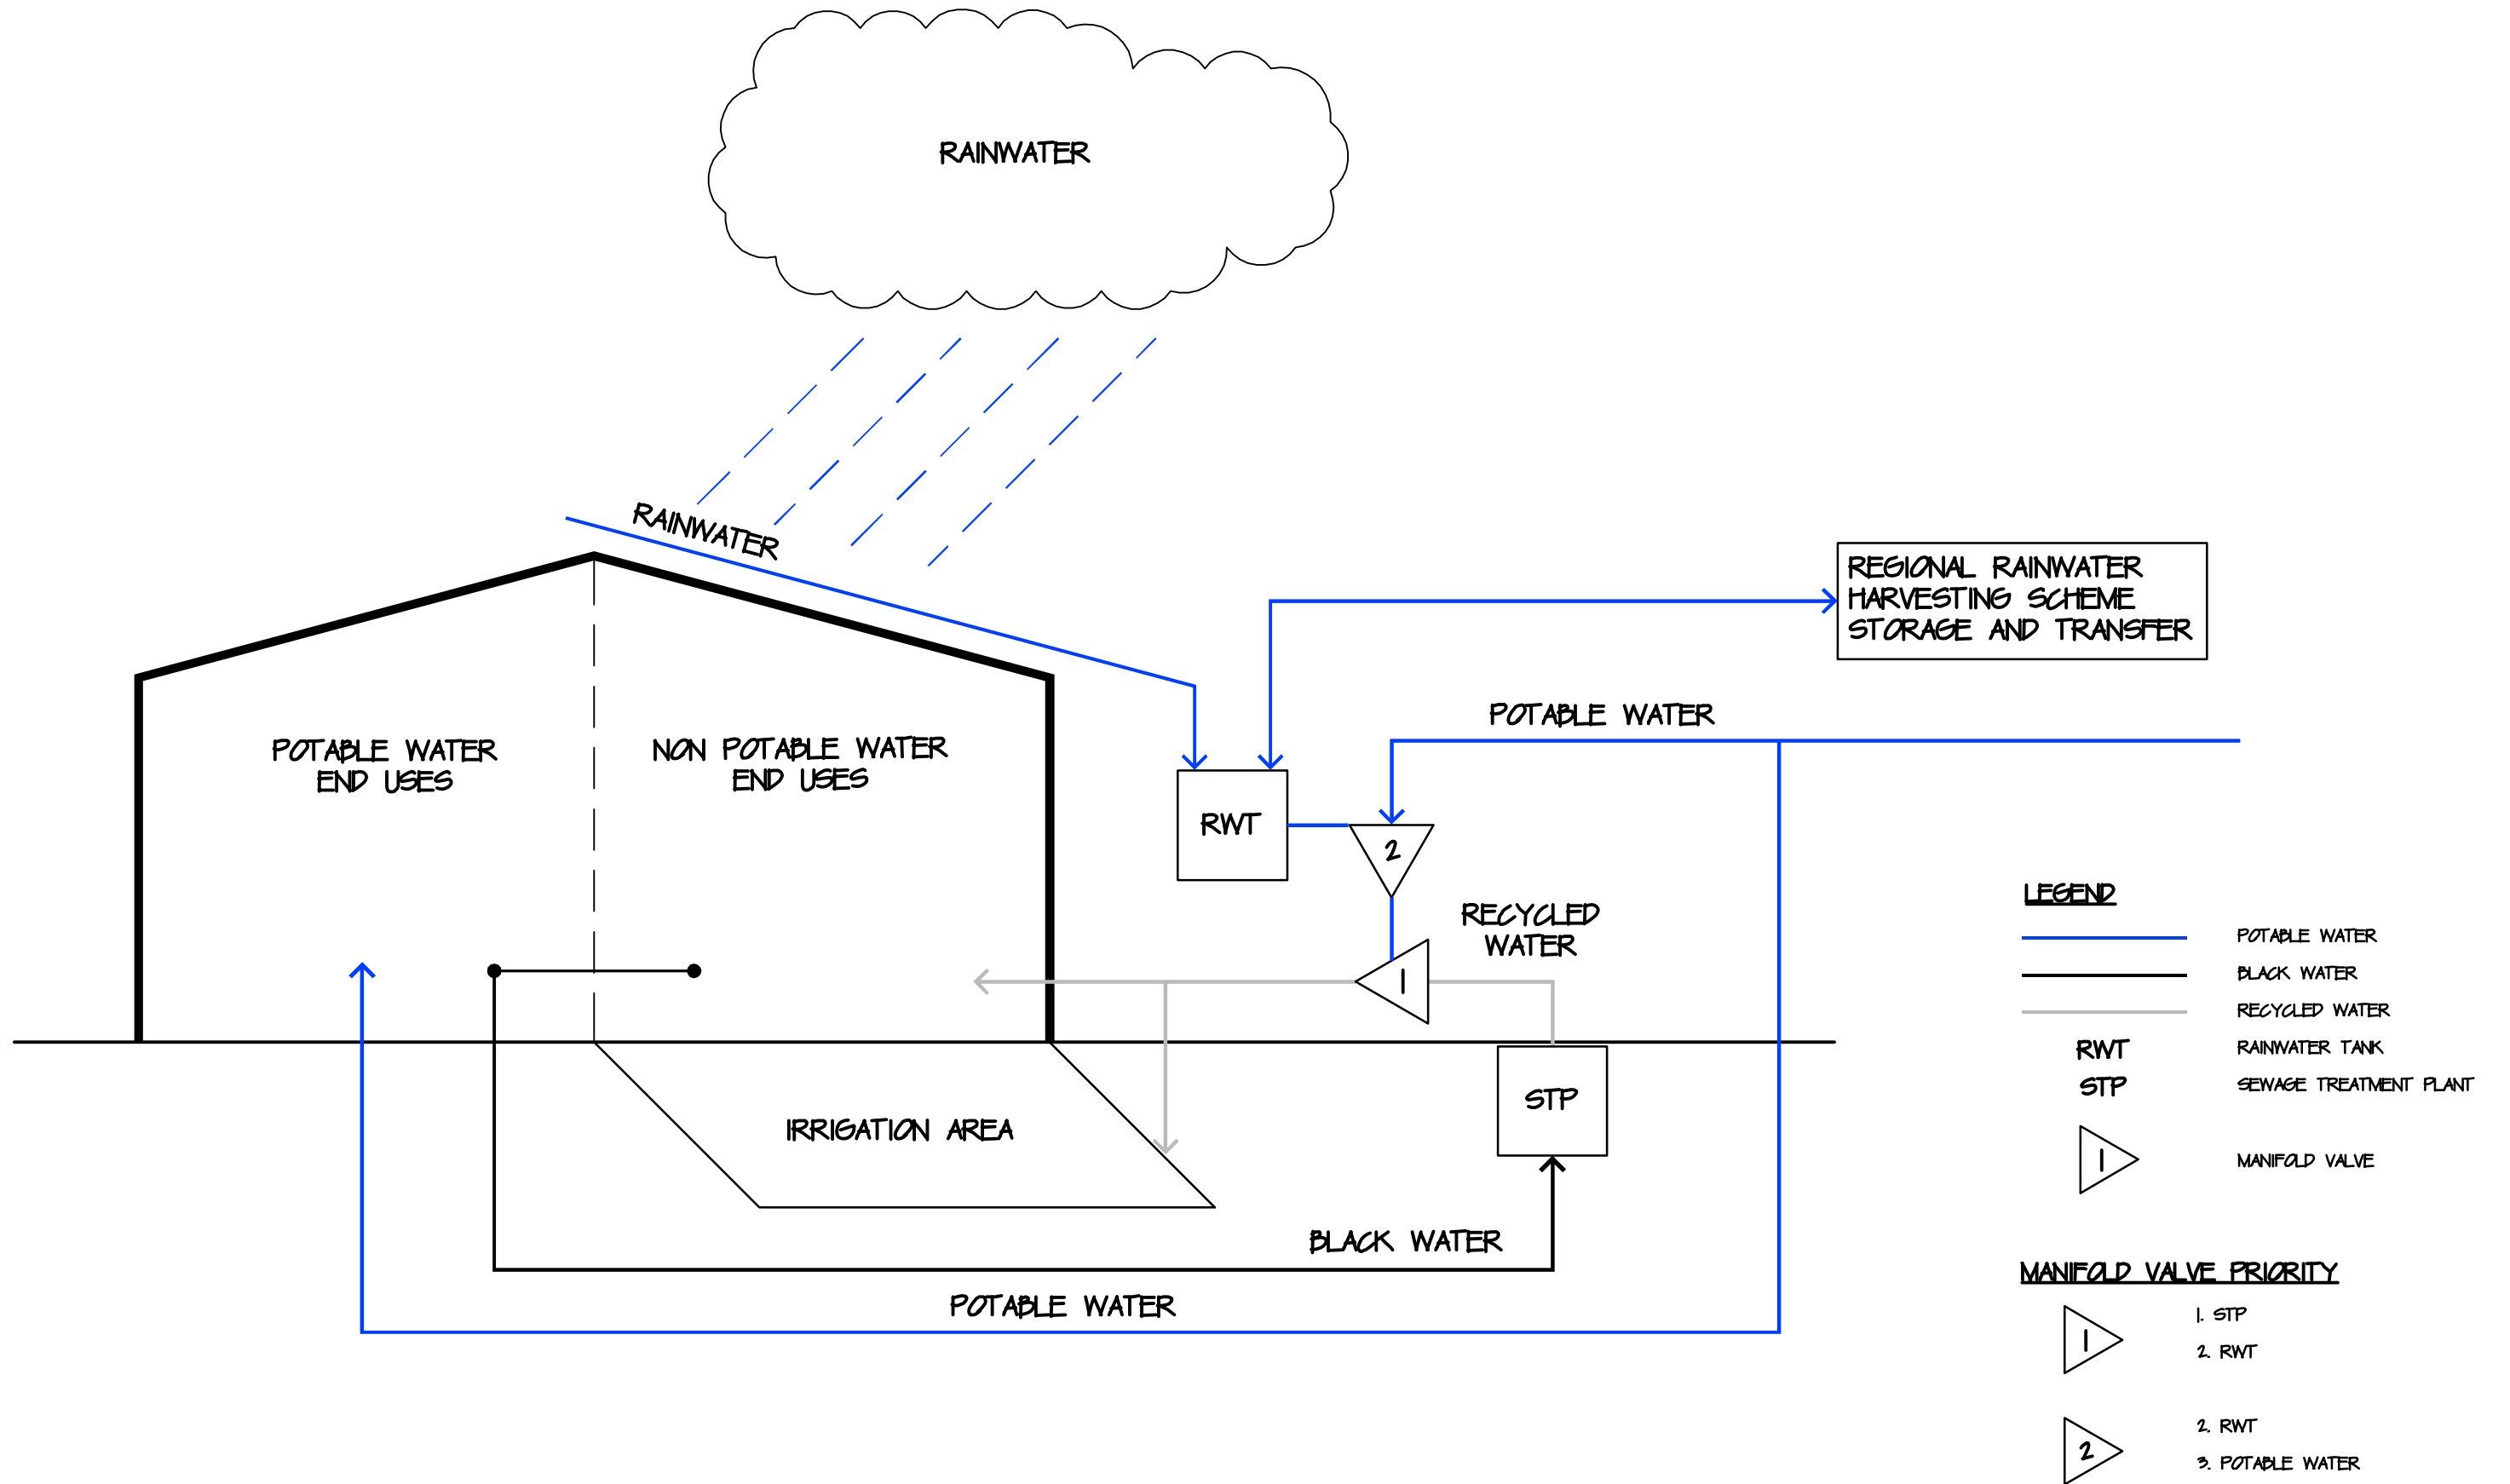 RAINWATER
RAINWATER
REGIONAL RAINWATER
HARVESTING SCHEME
STORAGE AND TRANSFER
POTABLE WATER
POTABLE WATER
END USES
NON POTABLE WATER
END USES
RWT
2
RECYCLED
WATER
1
STP
IRRIGATION AREA
BLACK WATER
POTABLE WATER
LEGEND
POTABLE WATER
BLACK WATER
RECYCLED WATER
RWT RAINWATER TANK
STP SEWAGE TREATMENT PLANT
1 MANIFOLD VALVE
MANIFOLD VALVE PRIORITY
1
1. STP
2. RWT
2
2. RWT
3. POTABLE WATER